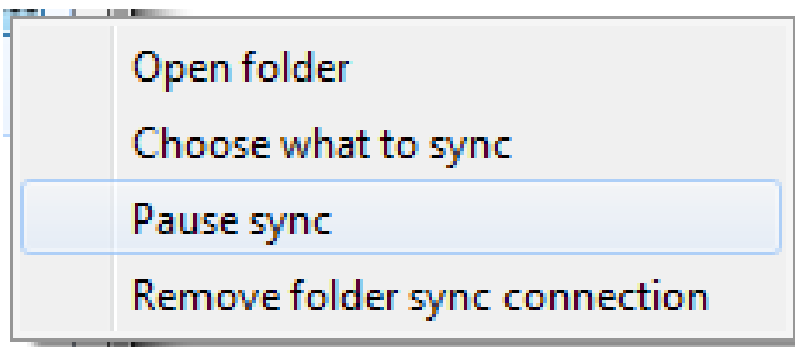 Open folder
Choose what to sync
Pause sync
Remove folder sync connection